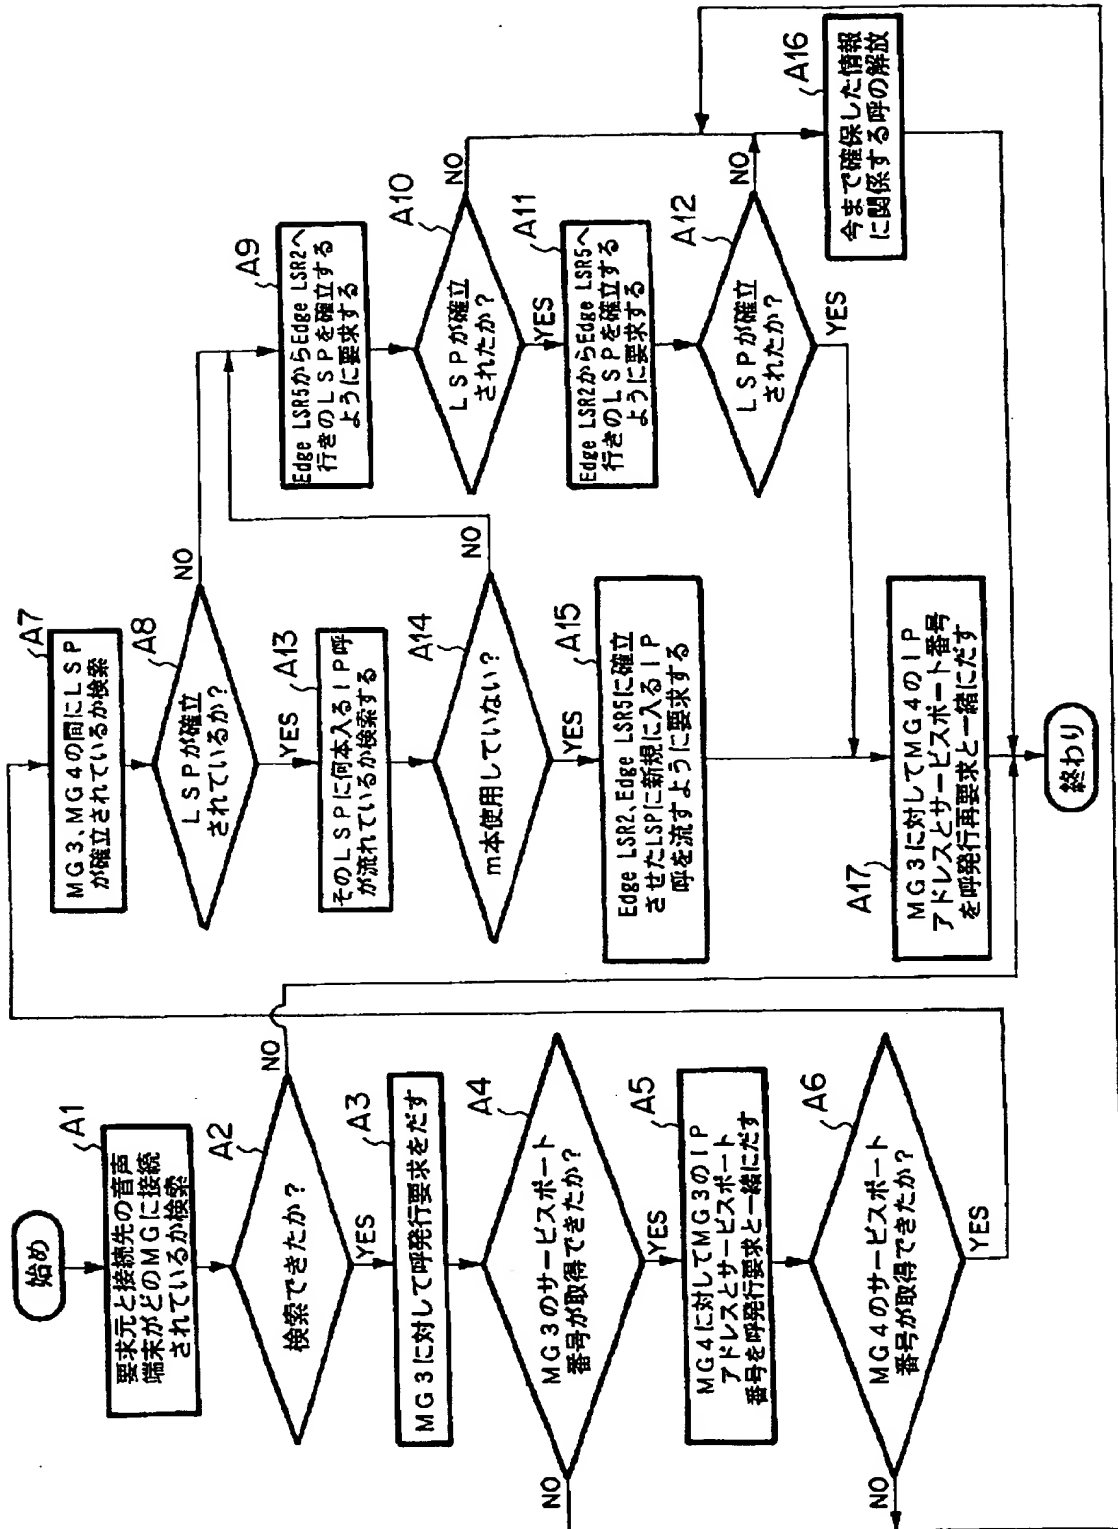 始め
A1
要求元と接続先の音声
端末がどのMGに接続
されているか検索
A2
検索できたか?
NO
YES
A3
MG3に対して呼発行要求をだす
A4
MG3のサービスポート
番号が取得できたか?
NO
YES
A5
MG4に対してMG3のIP
アドレスとサービスポート
番号を呼発行要求と一緒にだす
A6
MG4のサービスポート
番号が取得できたか?
NO
YES
A7
MG3、MG4の間にLSP
が確立されているか検索
A8
LSPが確立
されているか?
NO
YES
A13
そのLSPに何本入るIP呼
が流れているか検索する
A14
m本使用していない?
NO
YES
A15
Edge LSR2、Edge LSR5に確立
させたLSPに新規に入るIP
呼を流すように要求する
A17
MG3に対してMG4のIP
アドレスとサービスポート番号
を呼発行再要求と一緒にだす
終わり
A9
Edge LSR5からEdge LSR2へ
行きのLSPを確立する
ように要求する
A10
LSPが確立
されたか?
NO
YES
A11
Edge LSR2からEdge LSR5へ
行きのLSPを確立する
ように要求する
A12
LSPが確立
されたか?
NO
YES
A16
今まで確保した情報
に関係する呼の解放